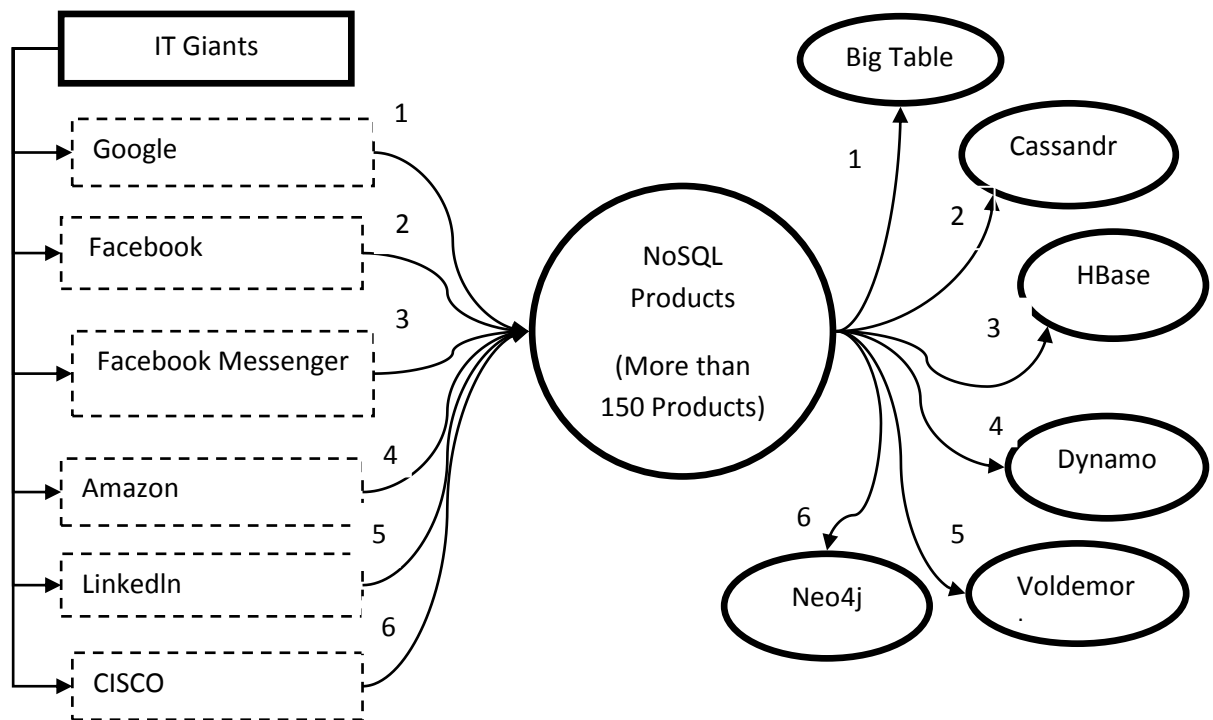 IT Giants
1
Google
2
Facebook
3
Facebook Messenger
4
Amazon
5
LinkedIn
6
CISCO
NoSQL
Products
(More than
150 Products)
Big Table
1
Cassandr
2
HBase
3
4
Dynamo
5
Voldemor
6
Neo4j